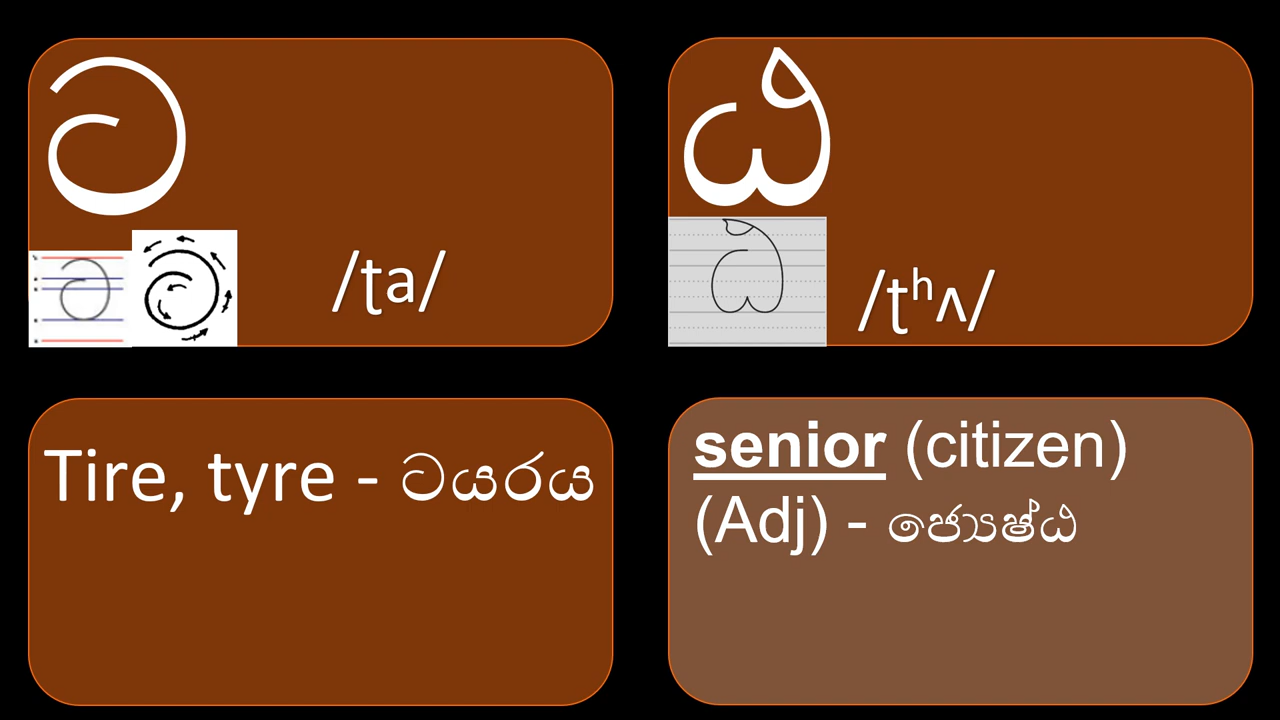 ට
/ʈa/
ඨ
/ʈʰʌ/
Tire, tyre - ටයරය
senior (citizen)
(Adj) - ජ්‍යෙෂ්ඨ